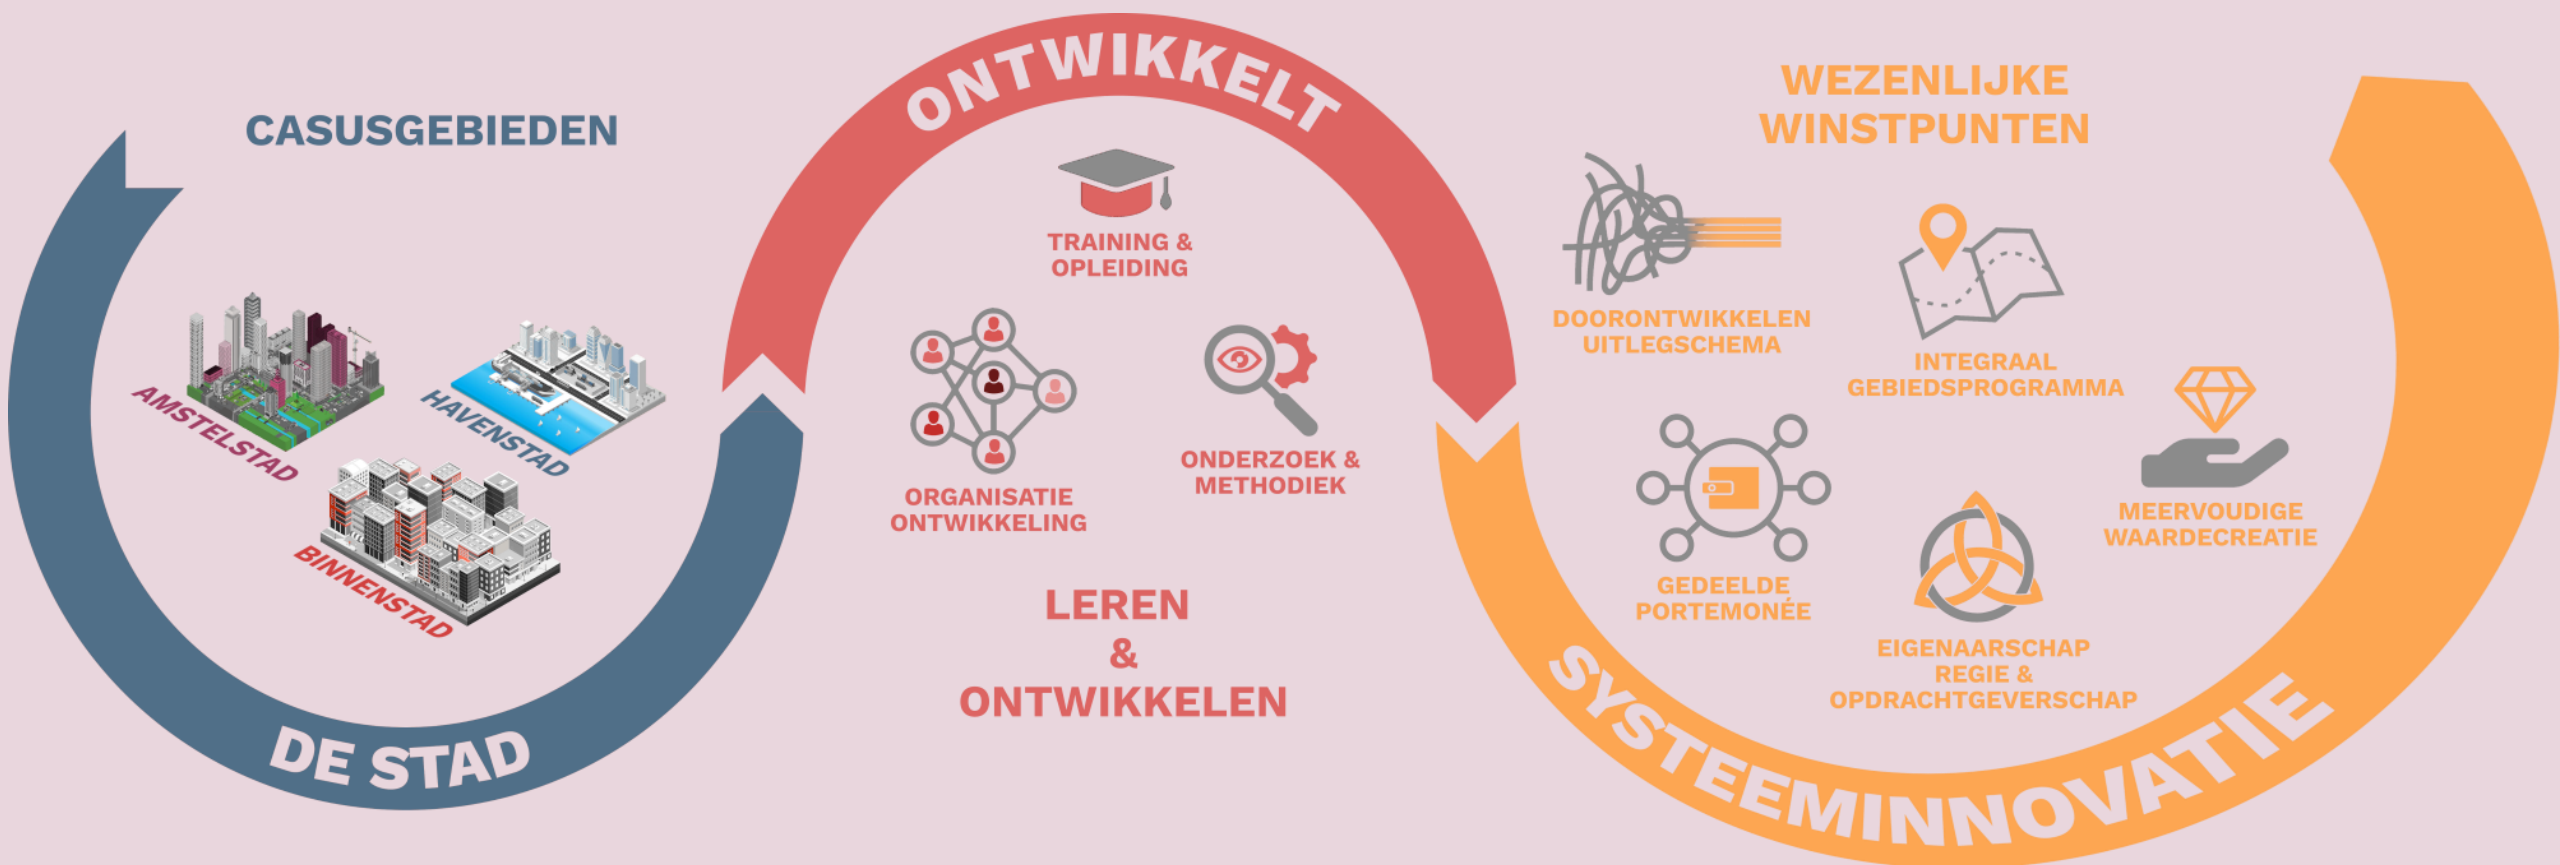 CASUSGEBIEDEN
AMSTELSTAD
HAVENSTAD
BINNENSTAD
DE STAD
ONTWIKKELT
TRAINING &
OPLEIDING
ORGANISATIE
ONTWIKKELING
ONDERZOEK &
METHODIEK
LEREN
&
ONTWIKKELEN
WEZENLIJKE
WINSTPUNTEN
DOORONTWIKKELEN
UITLEGSCHEMA
INTEGRAAL
GEBIEDSPROGRAMMA
MEERVOUDIGE
WAARDECREATIE
GEDEELDE
PORTEMONÉE
EIGENAARSCHAP
REGIE &
OPDRACHTGEVERSCHAP
SYSTEEMINNOVATIE